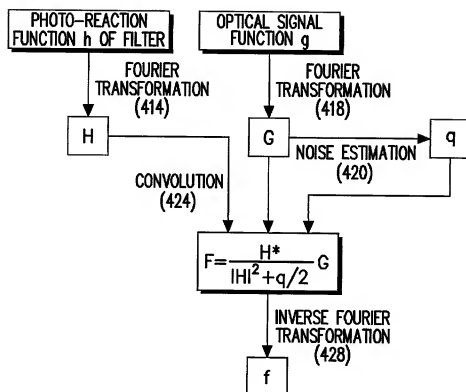 PHOTO-REACTION
FUNCTION h OF FILTER
OPTICAL SIGNAL
FUNCTION g
FOURIER
TRANSFORMATION
(414)
FOURIER
TRANSFORMATION
(418)
H
G
q
NOISE ESTIMATION
(420)
CONVOLUTION
(424)
F=H*/|H|²+q/2 G
INVERSE FOURIER
TRANSFORMATION
(428)
f